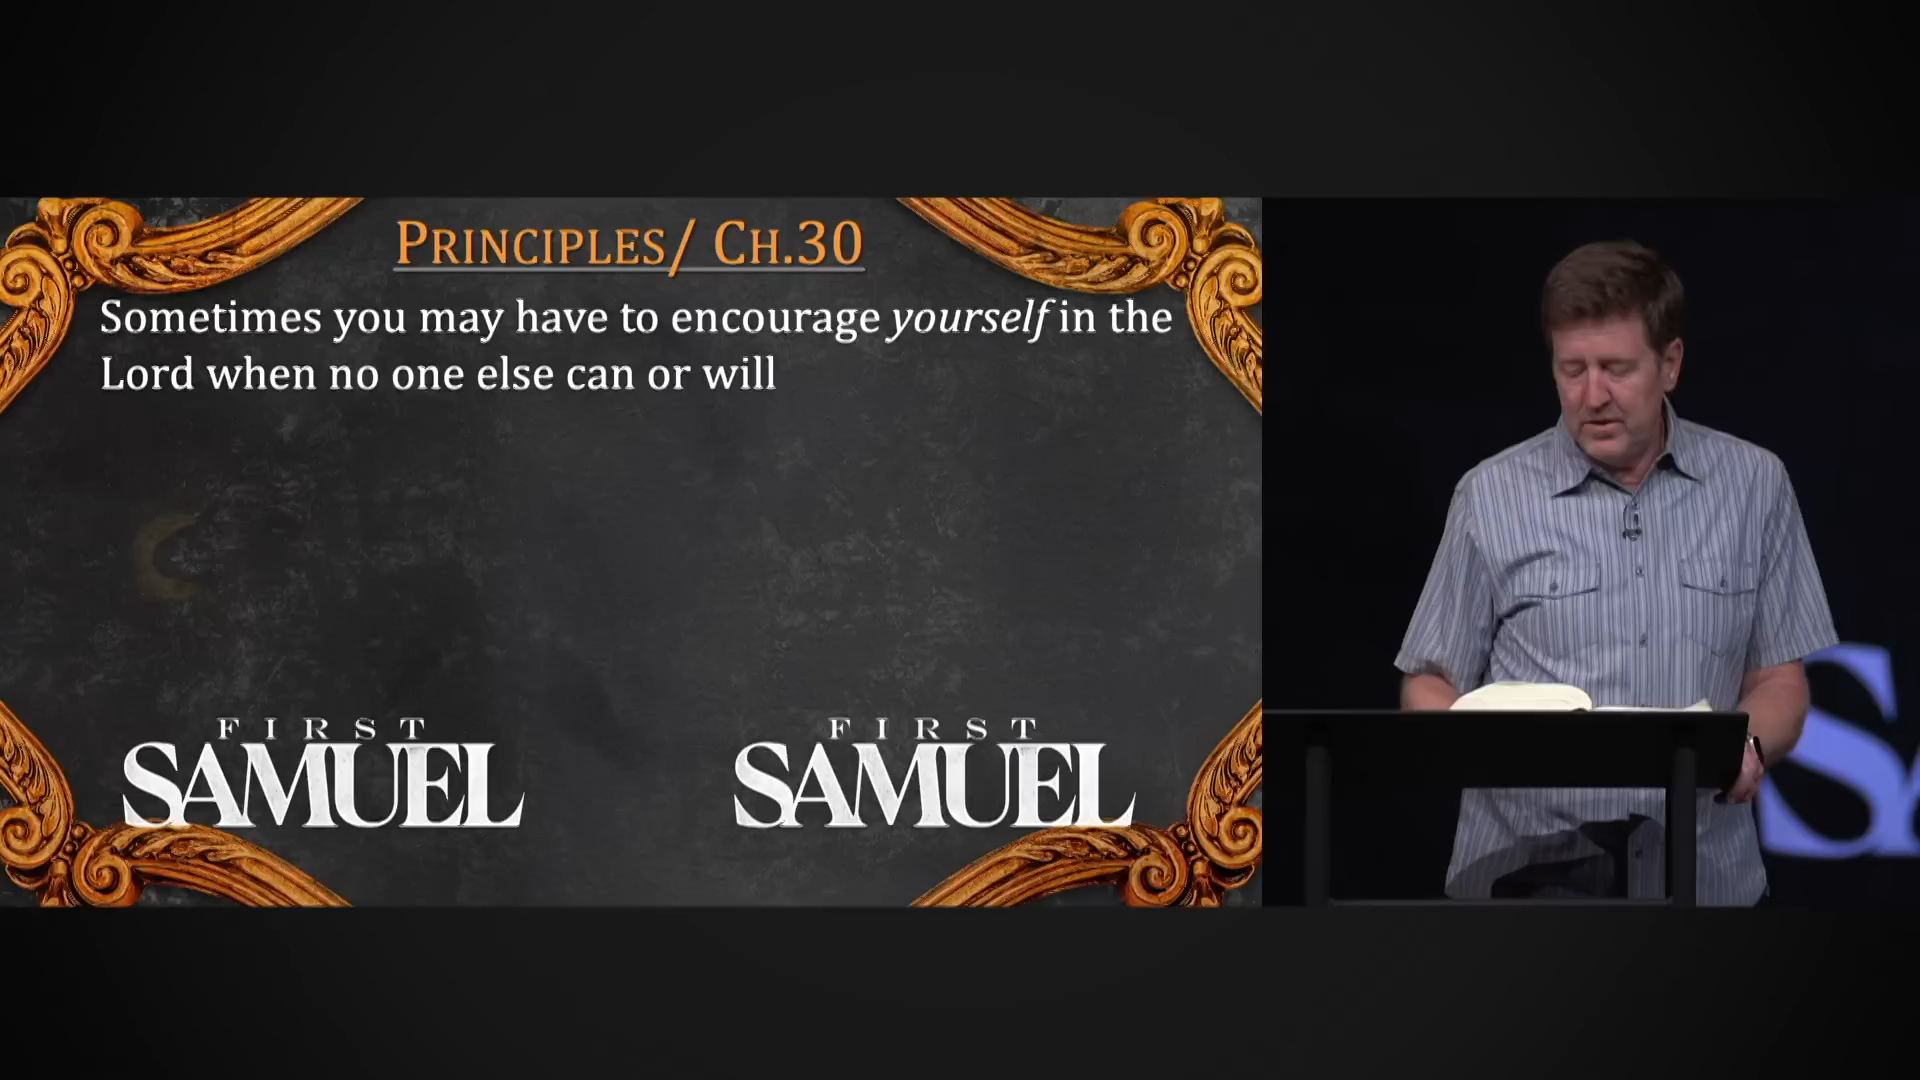 PRINCIPLES/ CH.30
Sometimes you may have to encourage yourself in the
Lord when no one else can or will
FIRST
SAMUEL
FIRST
SAMUEL